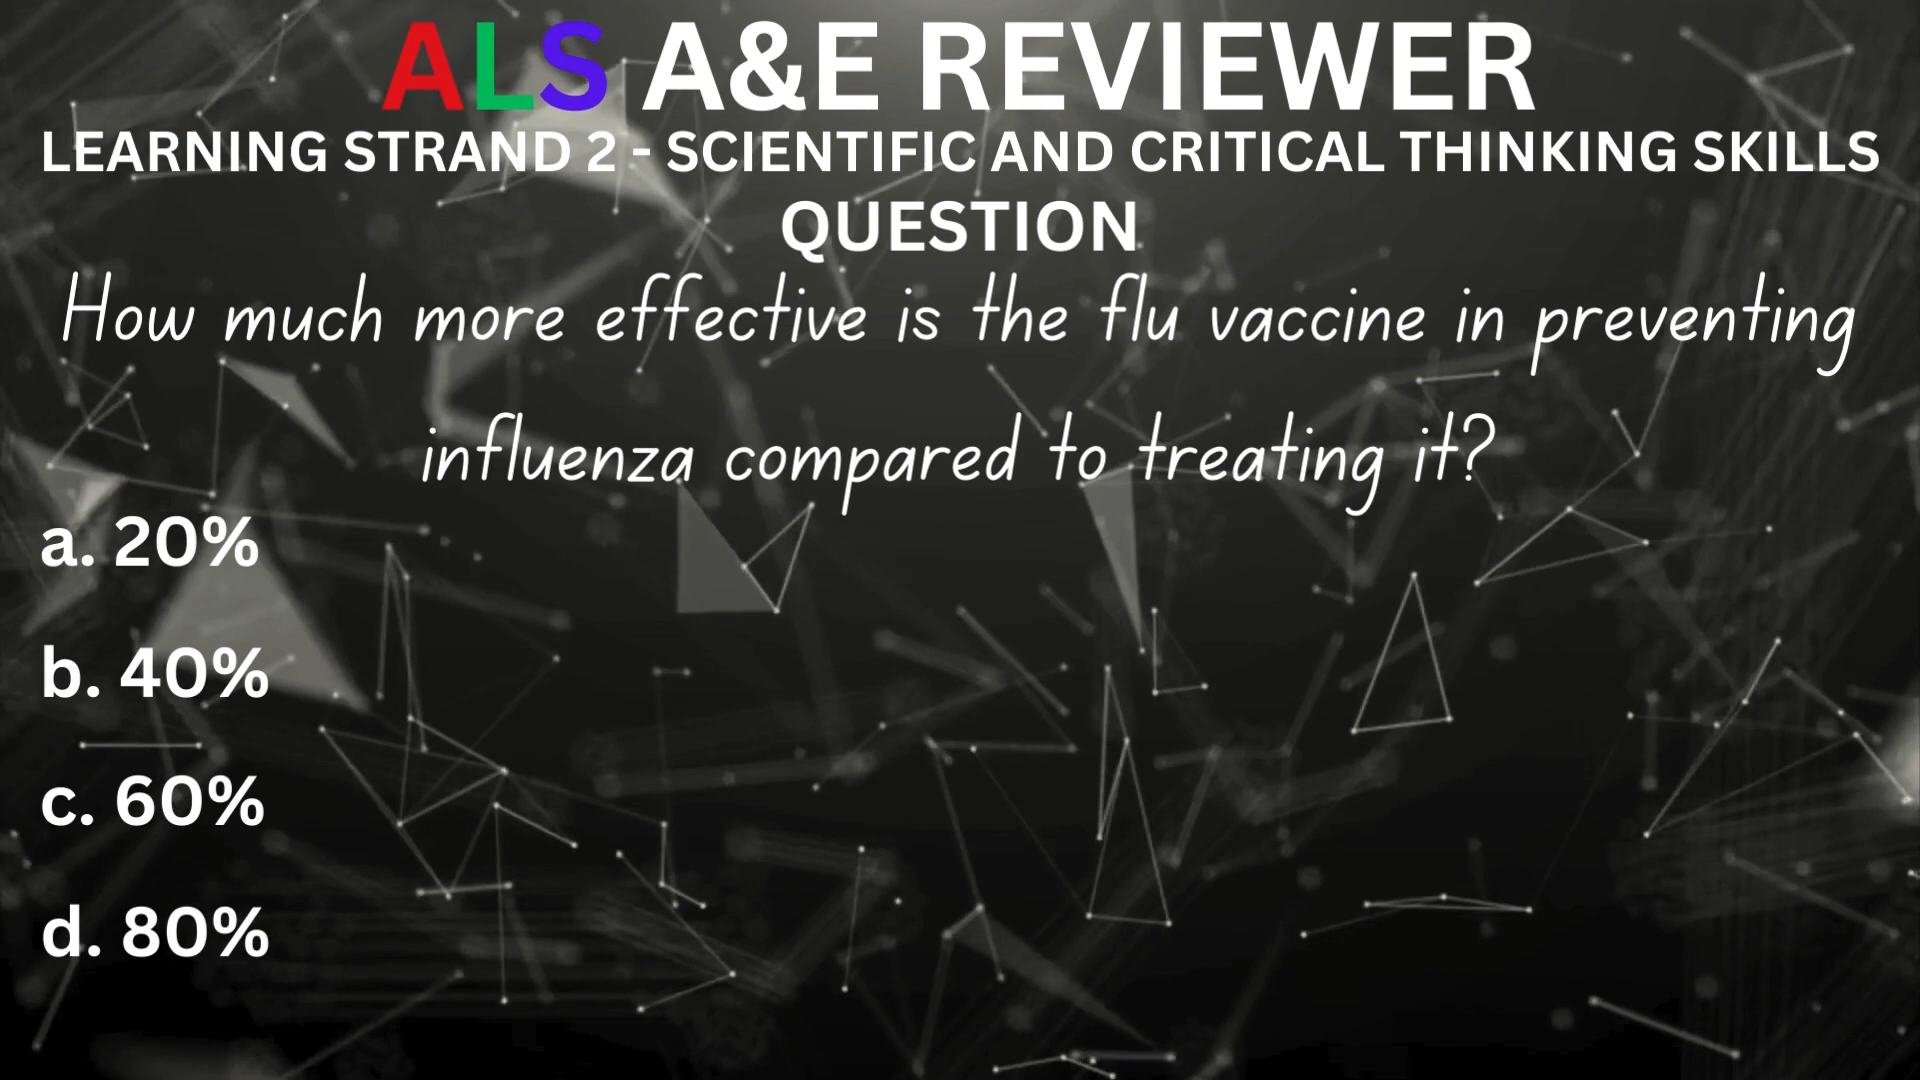 ALS A&E REVIEWER
LEARNING STRAND 2 - SCIENTIFIC AND CRITICAL THINKING SKILLS
QUESTION
How much more effective is the flu vaccine in preventing
influenza compared to treating it?
a. 20%
b. 40%
c. 60%
d. 80%